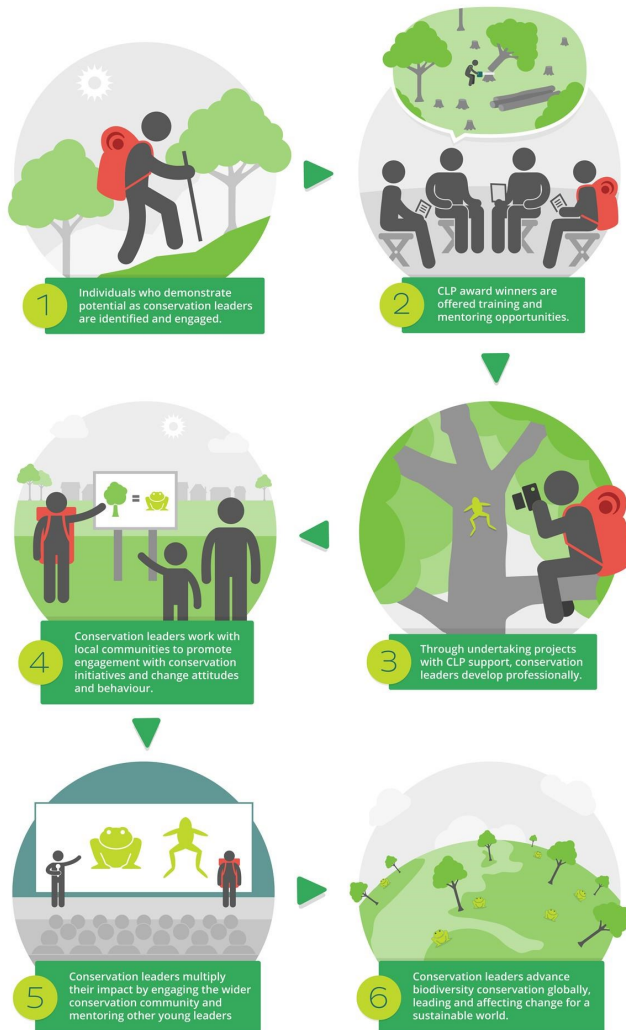 1
Individuals who demonstrate
potential as conservation leaders
are identified and engaged.
2
CLP award winners are
offered training and
mentoring opportunities.
=
4
Conservation leaders work with
local communities to promote
engagement with conservation
initiatives and change attitudes
and behaviour.
3
Through undertaking projects
with CLP support, conservation
leaders develop professionally.
5
Conservation leaders multiply
their impact by engaging the wider
conservation community and
mentoring other young leaders
6
Conservation leaders advance
biodiversity conservation globally,
leading and affecting change for a
sustainable world.